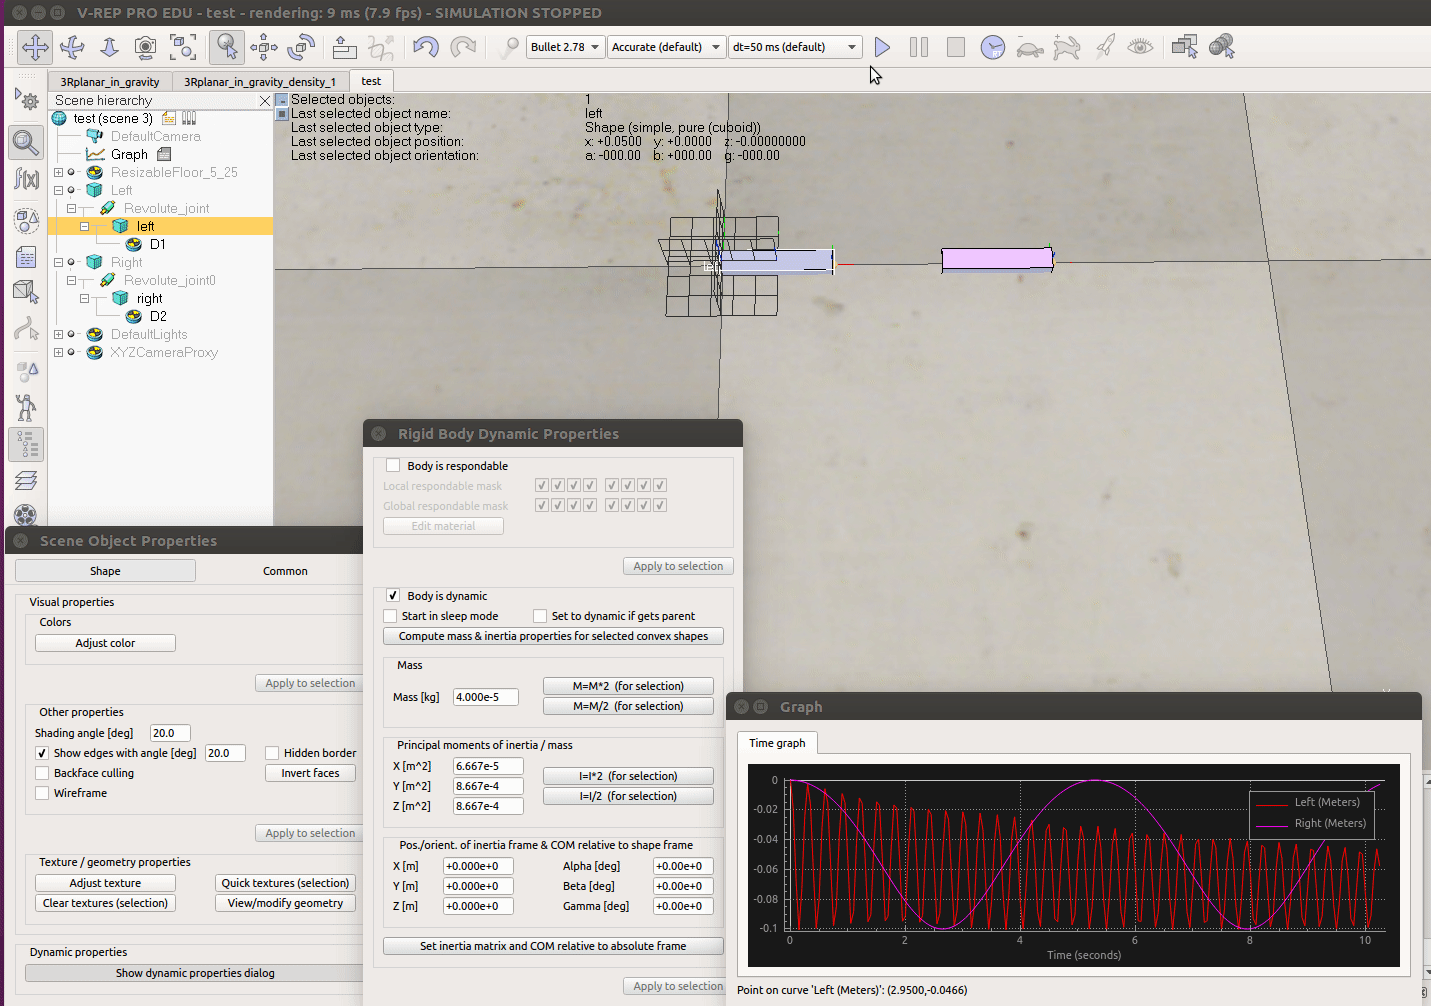 V-REP PRO EDU - test - rendering: 9 ms (7.9 fps) - SIMULATION STOPPED
Bullet 2.78
Accurate (default)
dt=50 ms (default)
RT
3Rplanar_in_gravity
3Rplanar_in_gravity_density_1
test
Scene hierarchy
test (scene 3)
DefaultCamera
Graph
ResizableFloor_5_25
Left
Revolute_joint
left
D1
Right
Revolute_joint0
right
D2
DefaultLights
XYZCameraProxy
f(x)
Selected objects: 1
Last selected object name: left
Last selected object type: Shape (simple, pure (cuboid))
Last selected object position: x: +0.0500 y: +0.0000 z: -0.00000000
Last selected object orientation: a: -000.00 b: +000.00 g: -000.00
left
Rigid Body Dynamic Properties
Body is respondable
Local respondable mask
Global respondable mask
Edit material
Apply to selection
Body is dynamic
Start in sleep mode
Set to dynamic if gets parent
Compute mass & inertia properties for selected convex shapes
Mass
Mass [kg] 4.000e-5
M=M*2 (for selection)
M=M/2 (for selection)
Principal moments of inertia / mass
X [m^2] 6.667e-5
Y [m^2] 8.667e-4
Z [m^2] 8.667e-4
I=I*2 (for selection)
I=I/2 (for selection)
Pos./orient. of inertia frame & COM relative to shape frame
X [m] +0.000e+0 Alpha [deg] +0.00e+0
Y [m] +0.000e+0 Beta [deg] +0.00e+0
Z [m] +0.000e+0 Gamma [deg] +0.00e+0
Set inertia matrix and COM relative to absolute frame
Apply to selection
Scene Object Properties
Shape
Common
Visual properties
Colors
Adjust color
Apply to selection
Other properties
Shading angle [deg] 20.0
Show edges with angle [deg] 20.0
Hidden border
Backface culling
Invert faces
Wireframe
Apply to selection
Texture / geometry properties
Adjust texture
Quick textures (selection)
Clear textures (selection)
View/modify geometry
Dynamic properties
Show dynamic properties dialog
Graph
Time graph
0
-0.02
-0.04
-0.06
-0.08
-0.1
0 2 4 6 8 10
Time (seconds)
Left (Meters)
Right (Meters)
Point on curve 'Left (Meters)': (2.9500,-0.0466)